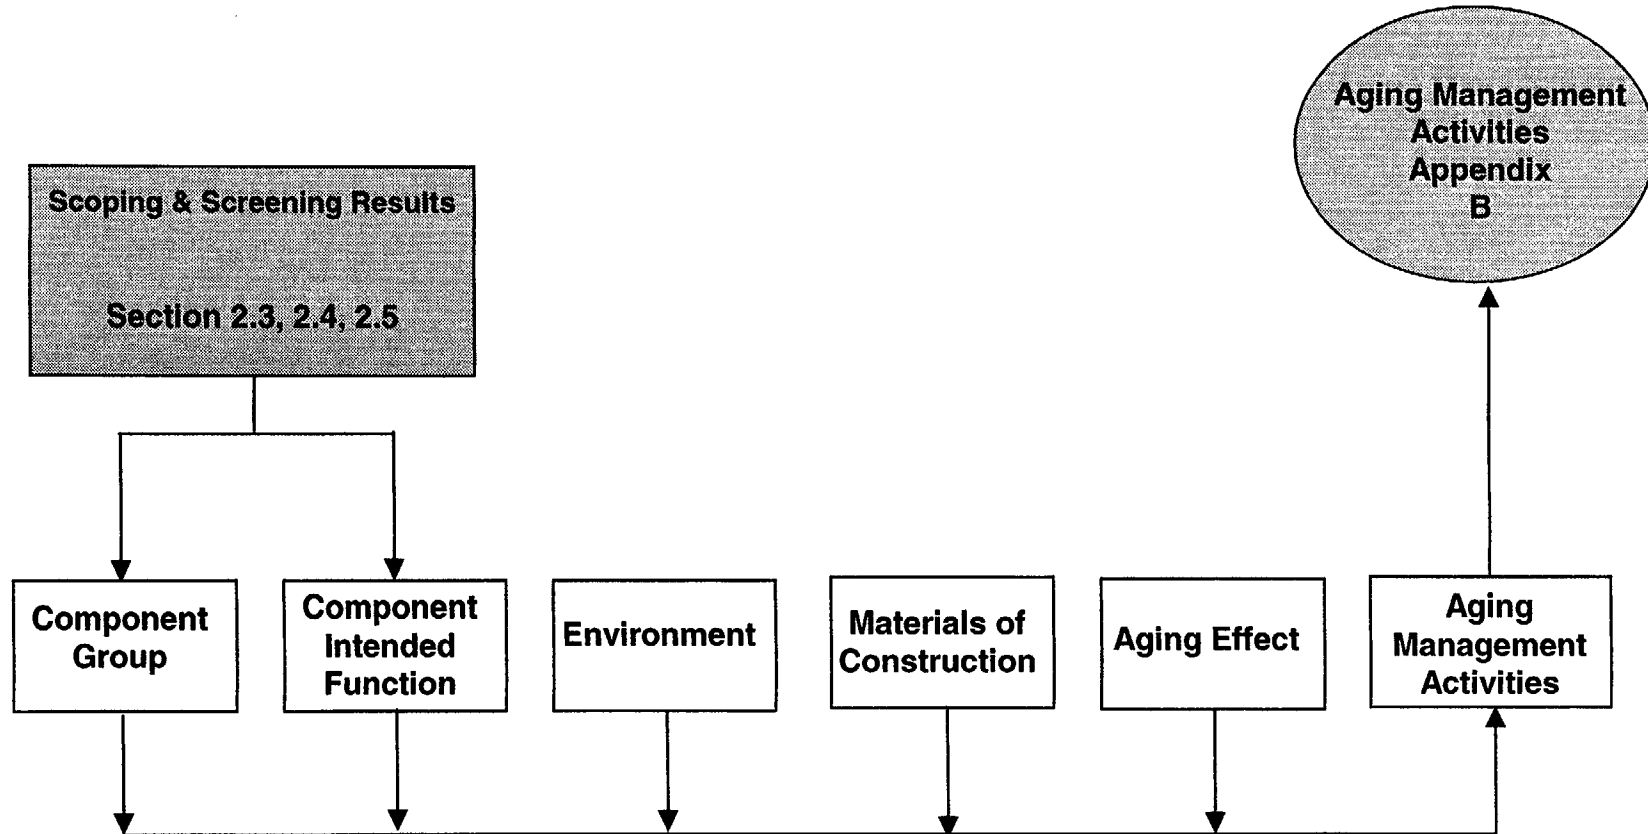 Aging Management
Activities
Appendix
B
Scoping & Screening Results
Section 2.3, 2.4, 2.5
Component
Group
Component
Intended
Function
Environment
Materials of
Construction
Aging Effect
Aging
Management
Activities